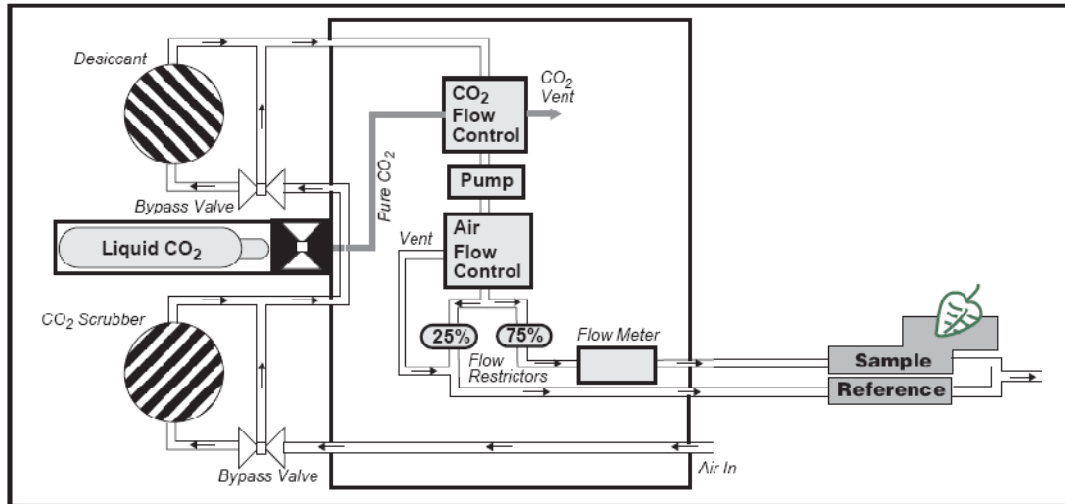 Desiccant
CO2
Vent
CO2
Flow
Control
Pure CO2
Bypass Valve
Pump
Liquid CO2
Vent
Air
Flow
Control
CO2 Scrubber
25%
75%
Flow Meter
Flow
Restrictors
Sample
Reference
Bypass Valve
Air In